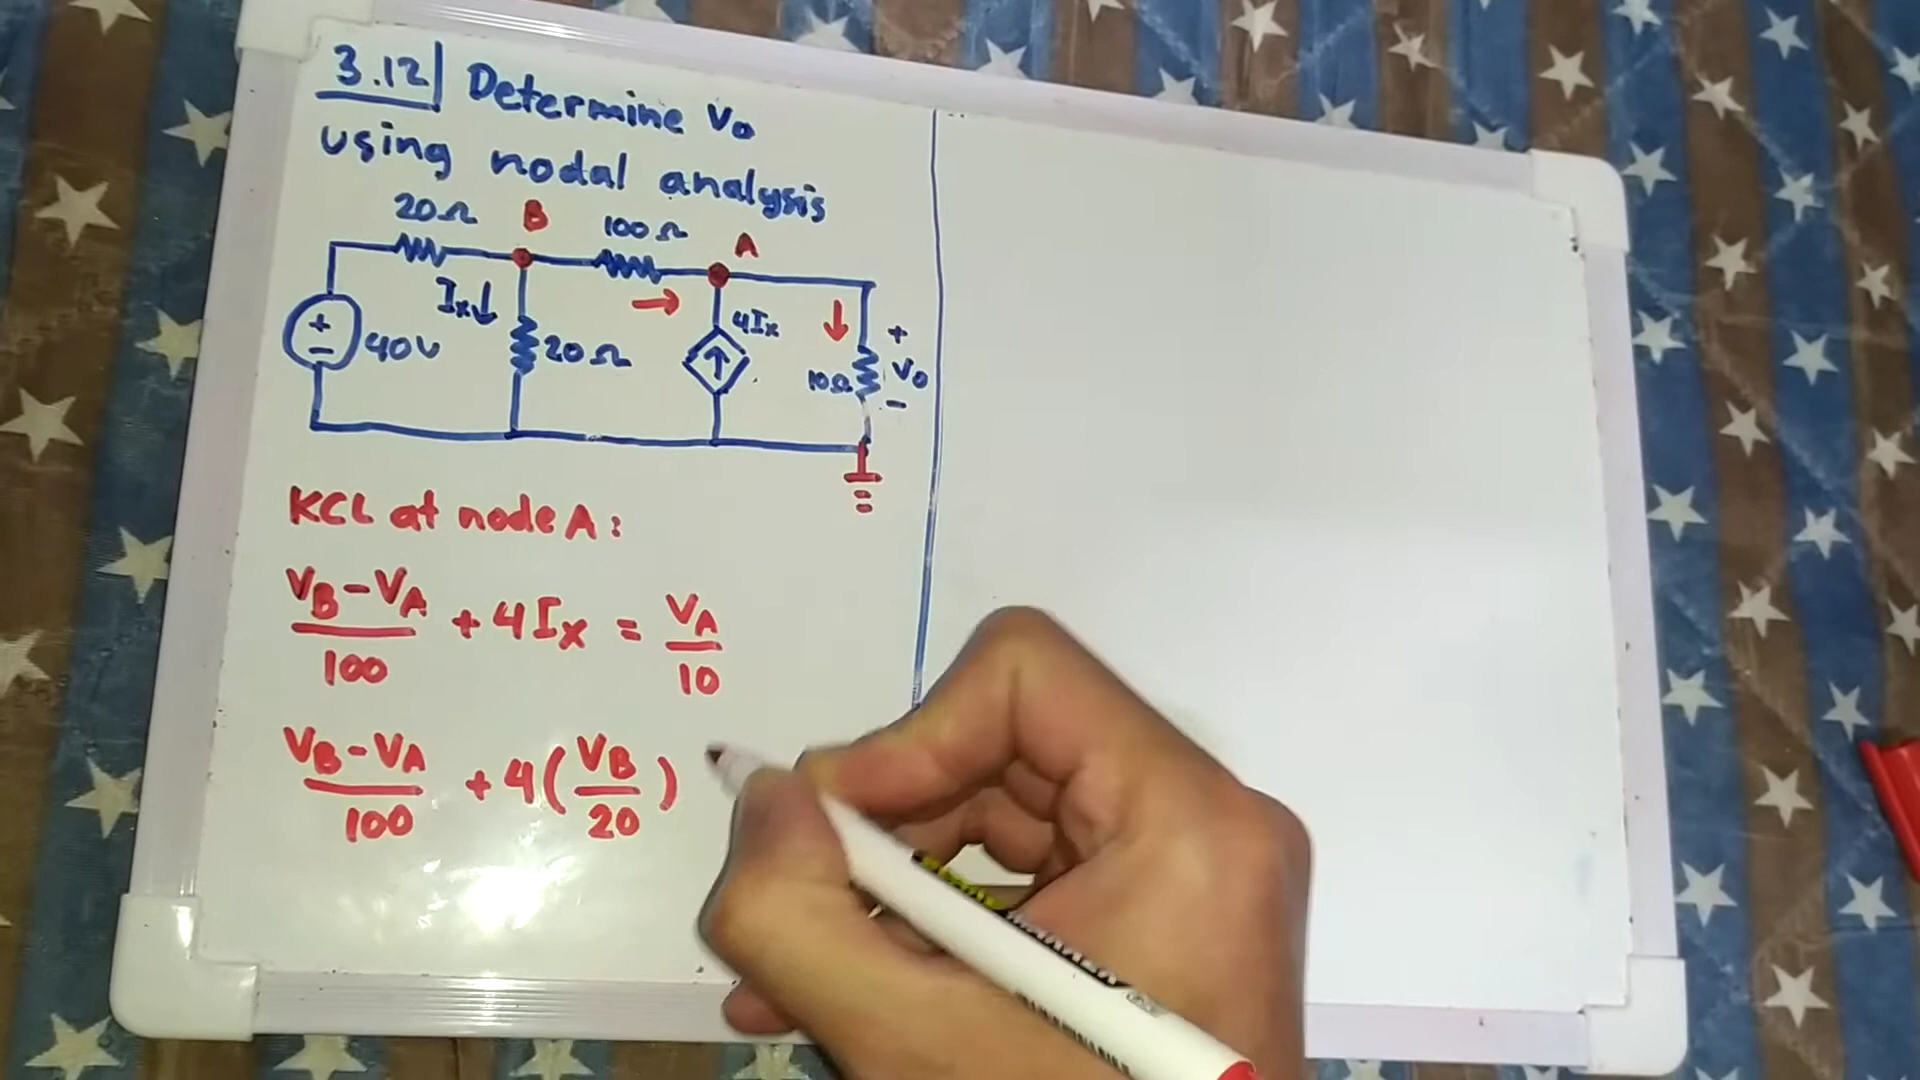 3.12 Determine Vo
using nodal analysis
20Ω B 100Ω A
Ix 4Ix +
+
- 40V 20Ω 10Ω Vo
-
KCL at node A:
VB-VA/100 + 4Ix = VA/10
VB-VA/100 + 4(VB/20)